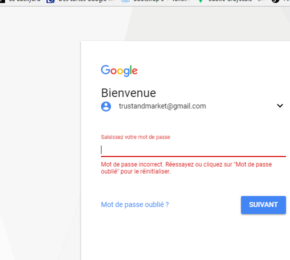 Google
Bienvenue
trustandmarket@gmail.com
Saisissez votre mot de passe
Mot de passe incorrect. Réessayez ou cliquez sur "Mot de passe
oublié" pour le réinitialiser.
Mot de passe oublié ?
SUIVANT